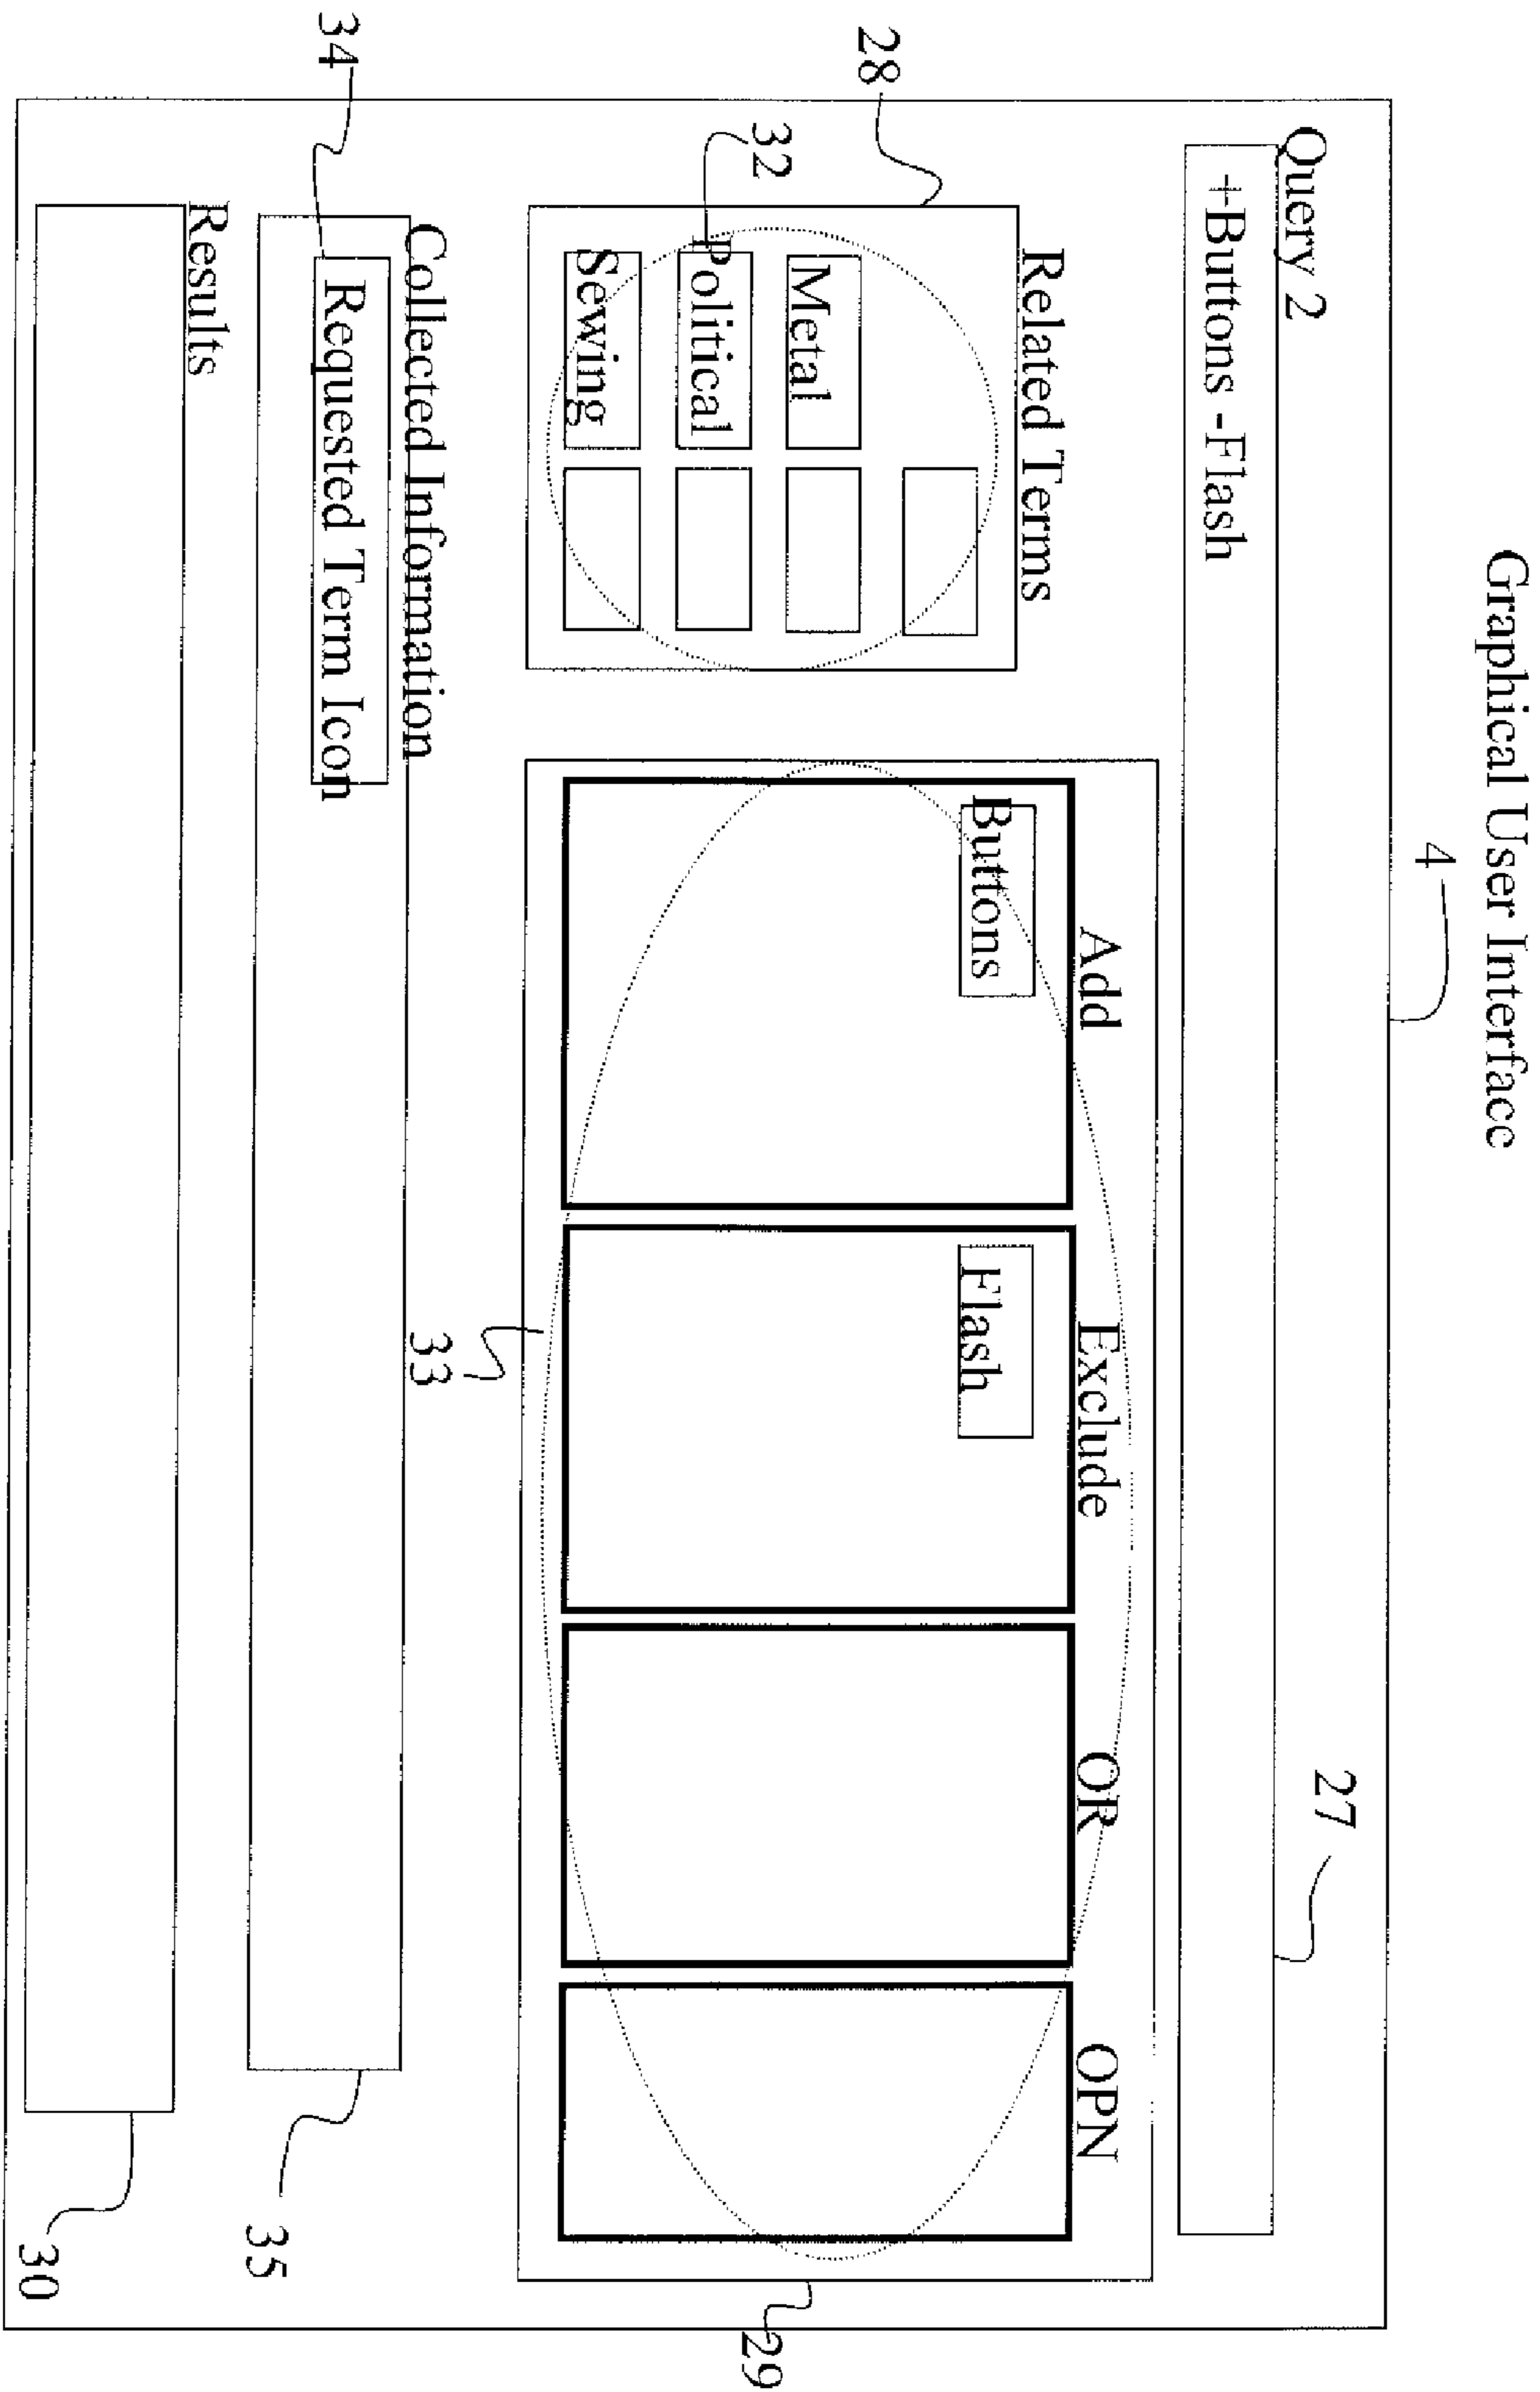 Graphical User Interface
4
27
Query 2
+Buttons -Flash
28
Related Terms
Metal
32
Political
Sewing
Add
Exclude
OR
OPN
Buttons
Flash
29
33
34
Collected Information
Requested Term Icon
35
Results
30